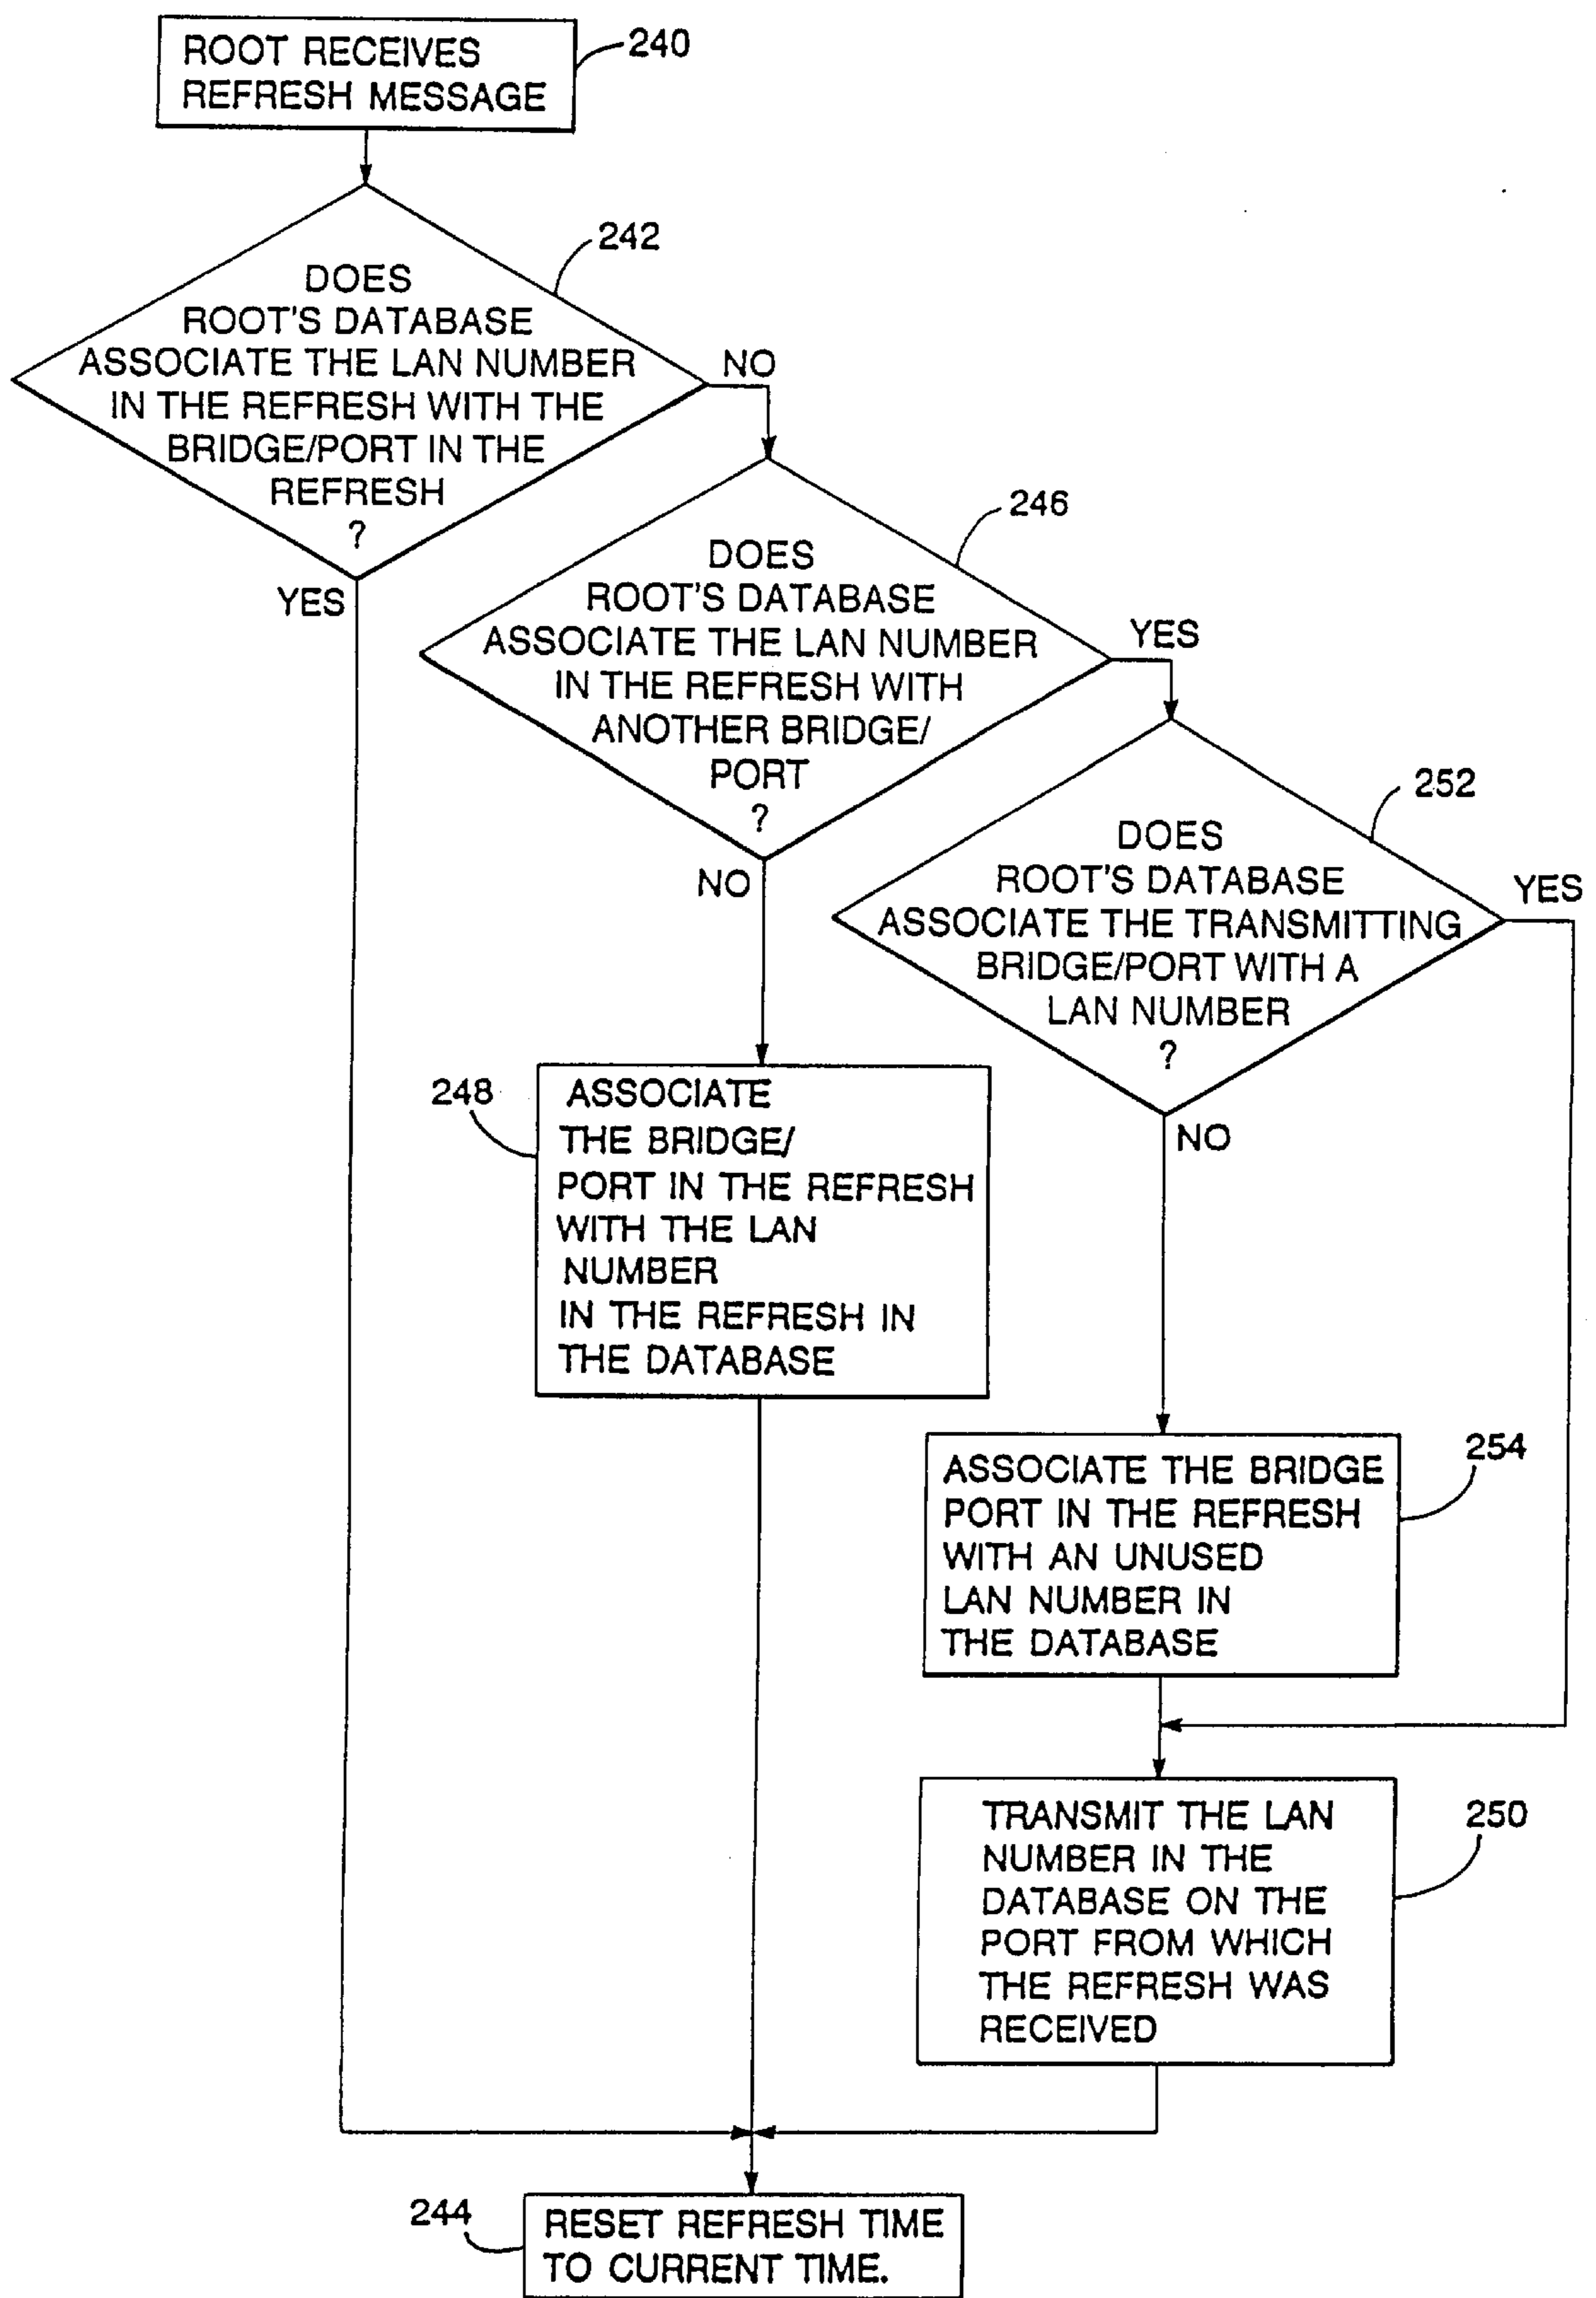 ROOT RECEIVES
REFRESH MESSAGE
240
242
DOES
ROOT'S DATABASE
ASSOCIATE THE LAN NUMBER
IN THE REFRESH WITH THE
BRIDGE/PORT IN THE
REFRESH
?
NO
YES
246
DOES
ROOT'S DATABASE
ASSOCIATE THE LAN NUMBER
IN THE REFRESH WITH
ANOTHER BRIDGE/
PORT
?
YES
NO
252
DOES
ROOT'S DATABASE
ASSOCIATE THE TRANSMITTING
BRIDGE/PORT WITH A
LAN NUMBER
?
YES
NO
248
ASSOCIATE
THE BRIDGE/
PORT IN THE REFRESH
WITH THE LAN
NUMBER
IN THE REFRESH IN
THE DATABASE
254
ASSOCIATE THE BRIDGE
PORT IN THE REFRESH
WITH AN UNUSED
LAN NUMBER IN
THE DATABASE
250
TRANSMIT THE LAN
NUMBER IN THE
DATABASE ON THE
PORT FROM WHICH
THE REFRESH WAS
RECEIVED
244
RESET REFRESH TIME
TO CURRENT TIME.